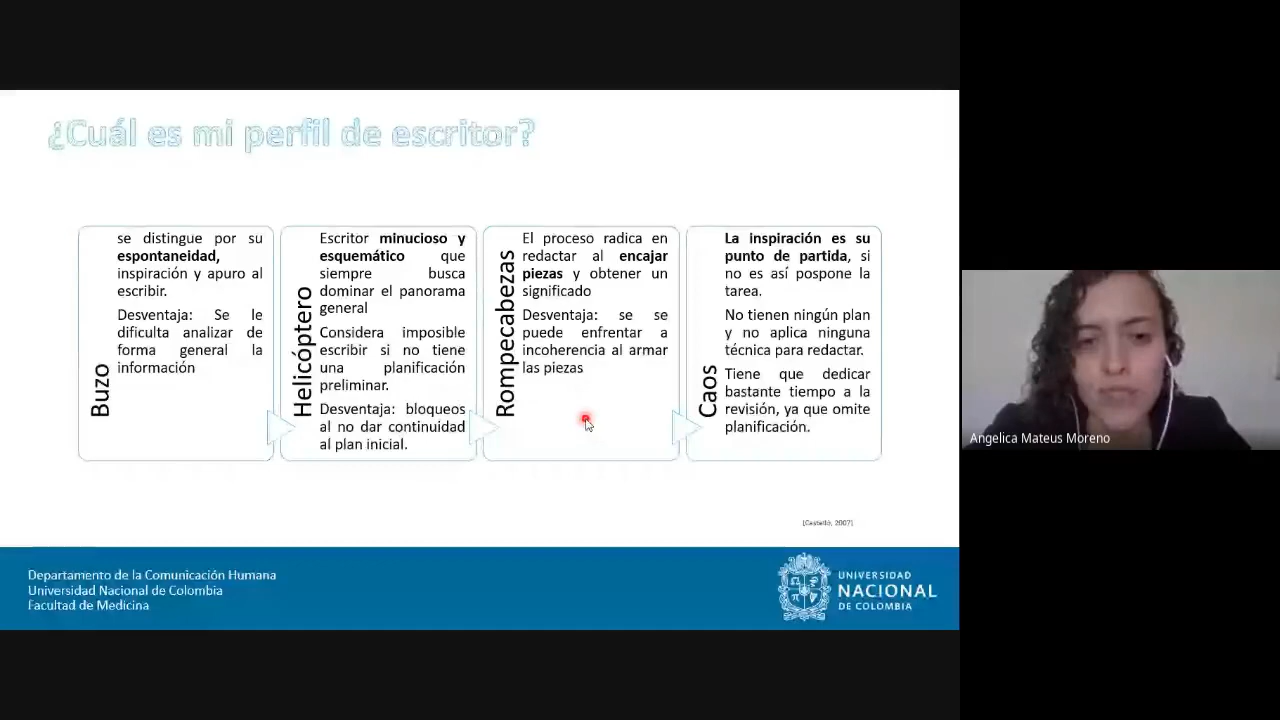 ¿Cuál es mi perfil de escritor?
Buzo
se distingue por su
espontaneidad,
inspiración y apuro al
escribir.
Desventaja: Se le
dificulta analizar de
forma general la
información
Helicóptero
Escritor minucioso y
esquemático que
siempre busca
dominar el panorama
general
Considera imposible
escribir si no tiene
una planificación
preliminar.
Desventaja: bloqueos
al no dar continuidad
al plan inicial.
Rompecabezas
El proceso radica en
redactar al encajar
piezas y obtener un
significado
Desventaja: se se
puede enfrentar a
incoherencia al armar
las piezas
Caos
La inspiración es su
punto de partida, si
no es así pospone la
tarea.
No tienen ningún plan
y no aplica ninguna
técnica para redactar.
Tiene que dedicar
bastante tiempo a la
revisión, ya que omite
planificación.
(Castelló, 2007)
Departamento de la Comunicación Humana
Universidad Nacional de Colombia
Facultad de Medicina
UNIVERSIDAD
NACIONAL
DE COLOMBIA
Angelica Mateus Moreno